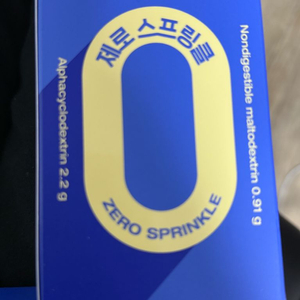 제로 스프링클
ZERO SPRINKLE
Nondigestible maltodextrin 0.91 g
Alphacyclodextrin 2.2 g